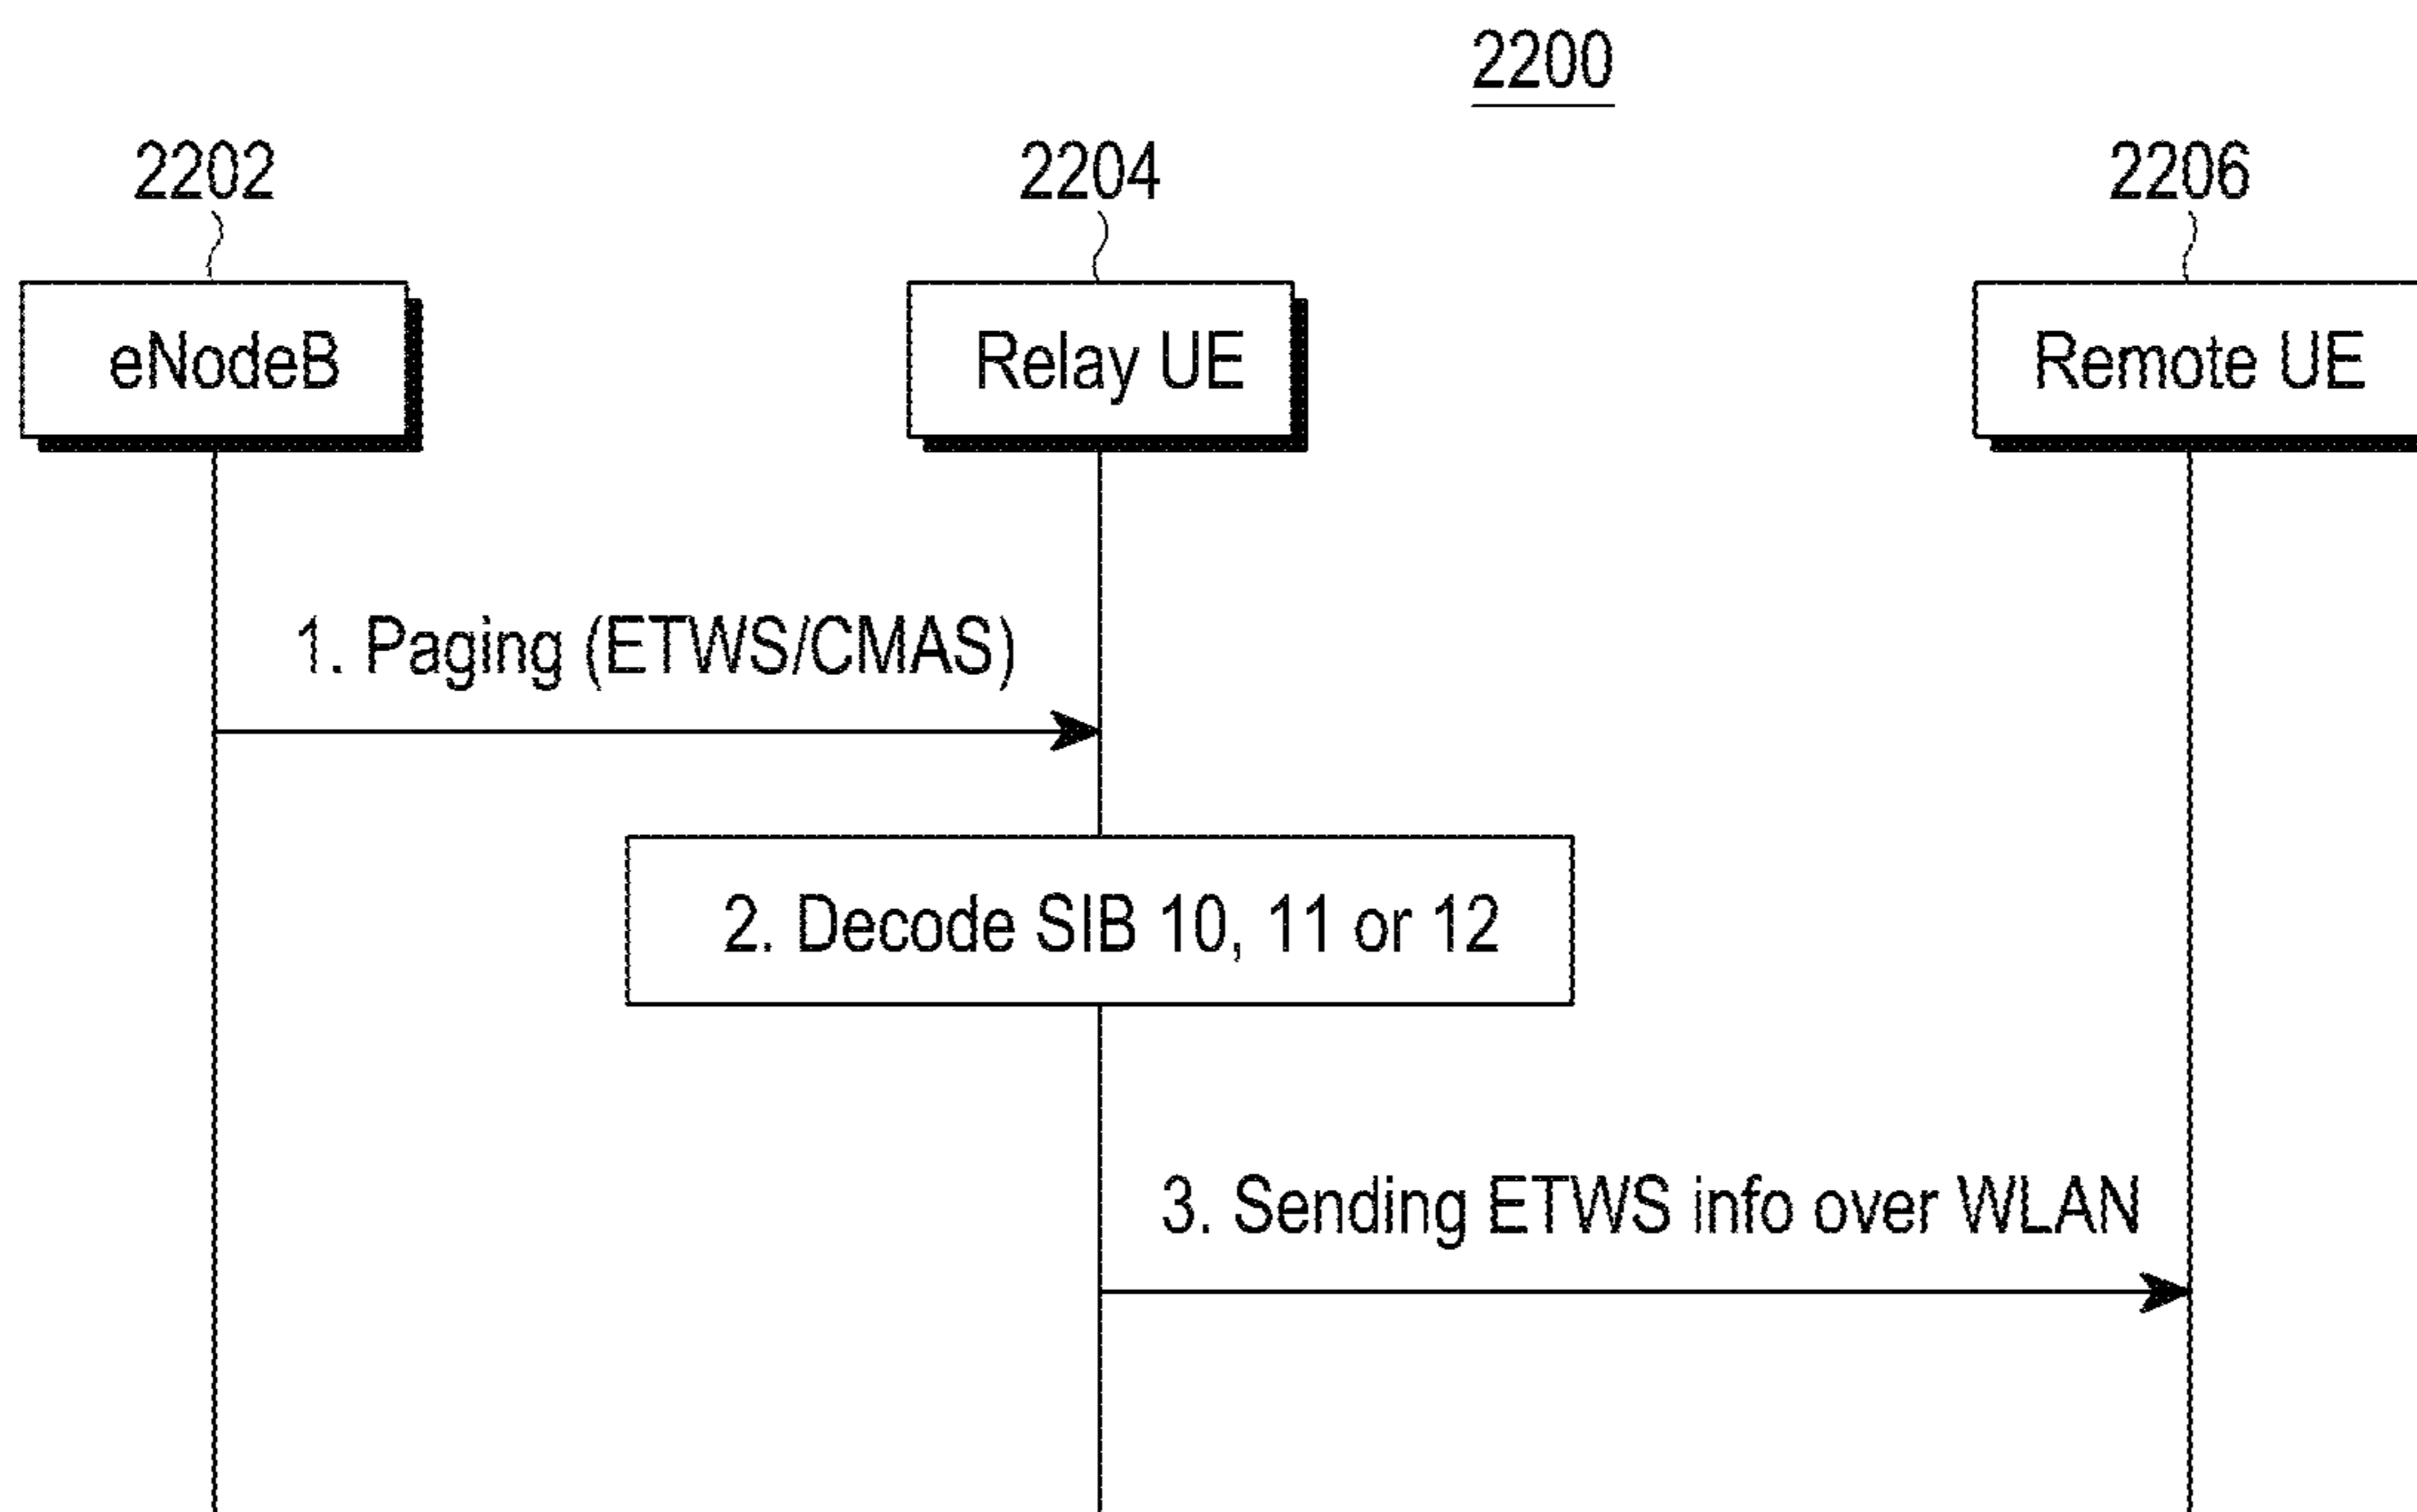 2200
2202
2204
2206
eNodeB
Relay UE
Remote UE
1. Paging (ETWS/CMAS)
2. Decode SIB 10, 11 or 12
3. Sending ETWS info over WLAN